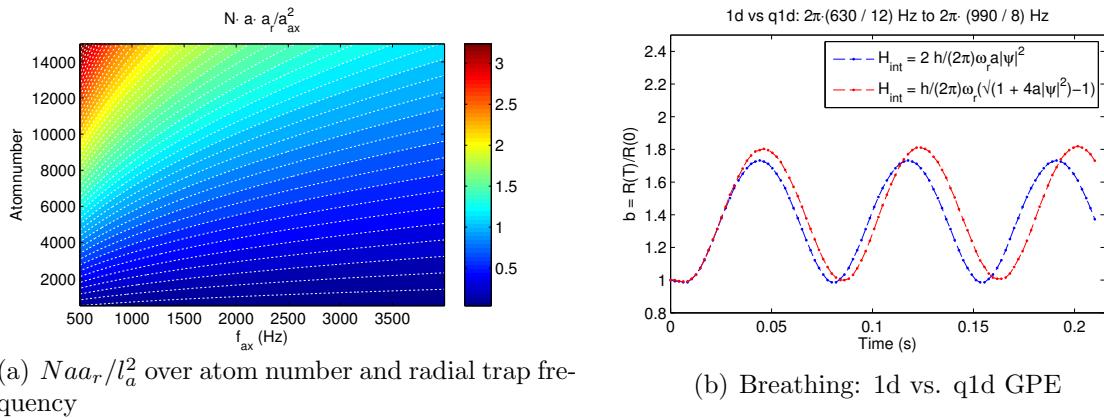 N· a· a_r/a_ax^2
14000
12000
10000
8000
6000
4000
2000
Atomnumber
500 1000 1500 2000 2500 3000 3500
f_ax (Hz)
3
2.5
2
1.5
1
0.5
(a) Naa_r/l_a^2 over atom number and radial trap fre-
quency
1d vs q1d: 2π·(630 / 12) Hz to 2π· (990 / 8) Hz
H_int = 2 h/(2π)ω_r a|ψ|^2
H_int = h/(2π)ω_r(√(1 + 4a|ψ|^2)−1)
2.4
2.2
2
1.8
1.6
1.4
1.2
1
0.8
b = R(T)/R(0)
0 0.05 0.1 0.15 0.2
Time (s)
(b) Breathing: 1d vs. q1d GPE